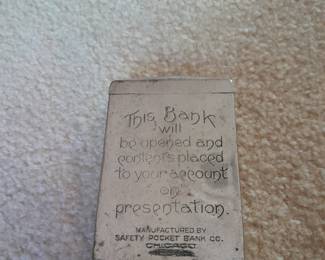 This Bank
will
be opened and
contents placed
to your account
on
presentation.
MANUFACTURED BY
SAFETY POCKET BANK CO.
CHICAGO